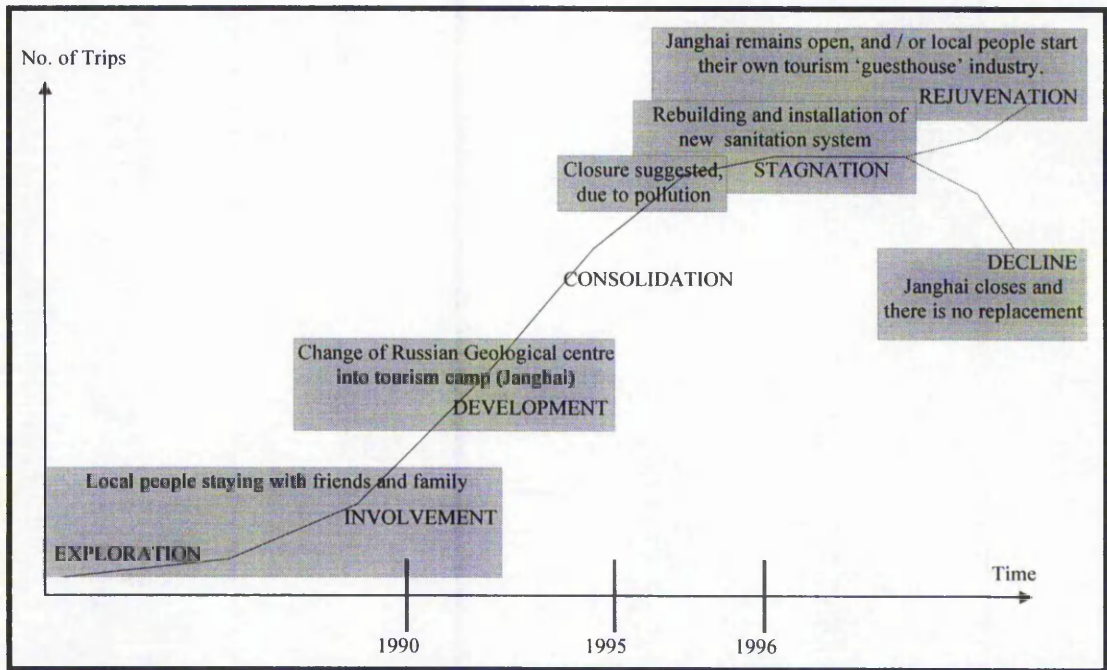 No. of Trips
Janghai remains open, and / or local people start
their own tourism 'guesthouse' industry.
REJUVENATION
Rebuilding and installation of
new sanitation system
STAGNATION
Closure suggested,
due to pollution
DECLINE
Janghai closes and
there is no replacement
CONSOLIDATION
Change of Russian Geological centre
into tourism camp (Janghai)
DEVELOPMENT
Local people staying with friends and family
INVOLVEMENT
EXPLORATION
Time
1990
1995
1996